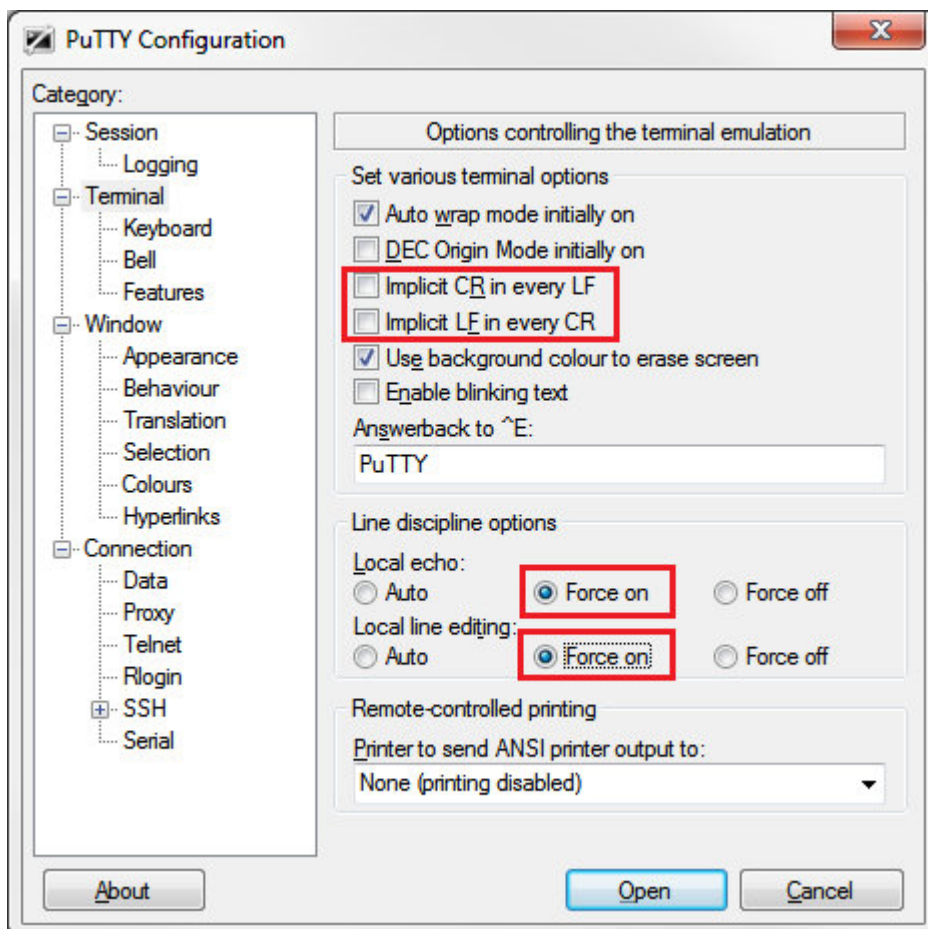 PuTTY Configuration
X
Category:
Session
Logging
Terminal
Keyboard
Bell
Features
Window
Appearance
Behaviour
Translation
Selection
Colours
Hyperlinks
Connection
Data
Proxy
Telnet
Rlogin
SSH
Serial
Options controlling the terminal emulation
Set various terminal options
Auto wrap mode initially on
DEC Origin Mode initially on
Implicit CR in every LF
Implicit LF in every CR
Use background colour to erase screen
Enable blinking text
Answerback to ^E:
PuTTY
Line discipline options
Local echo:
Auto Force on Force off
Local line editing:
Auto Force on Force off
Remote-controlled printing
Printer to send ANSI printer output to:
None (printing disabled)
About Open Cancel